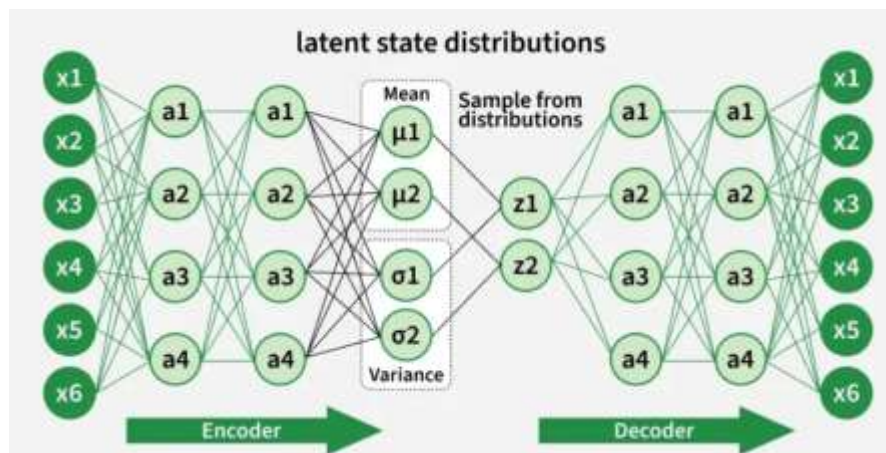 latent state distributions
x1
x2
x3
x4
x5
x6
a1
a2
a3
a4
a1
a2
a3
a4
Mean
μ1
μ2
σ1
σ2
Variance
Sample from
distributions
z1
z2
a1
a2
a3
a4
a1
a2
a3
a4
x1
x2
x3
x4
x5
x6
Encoder
Decoder